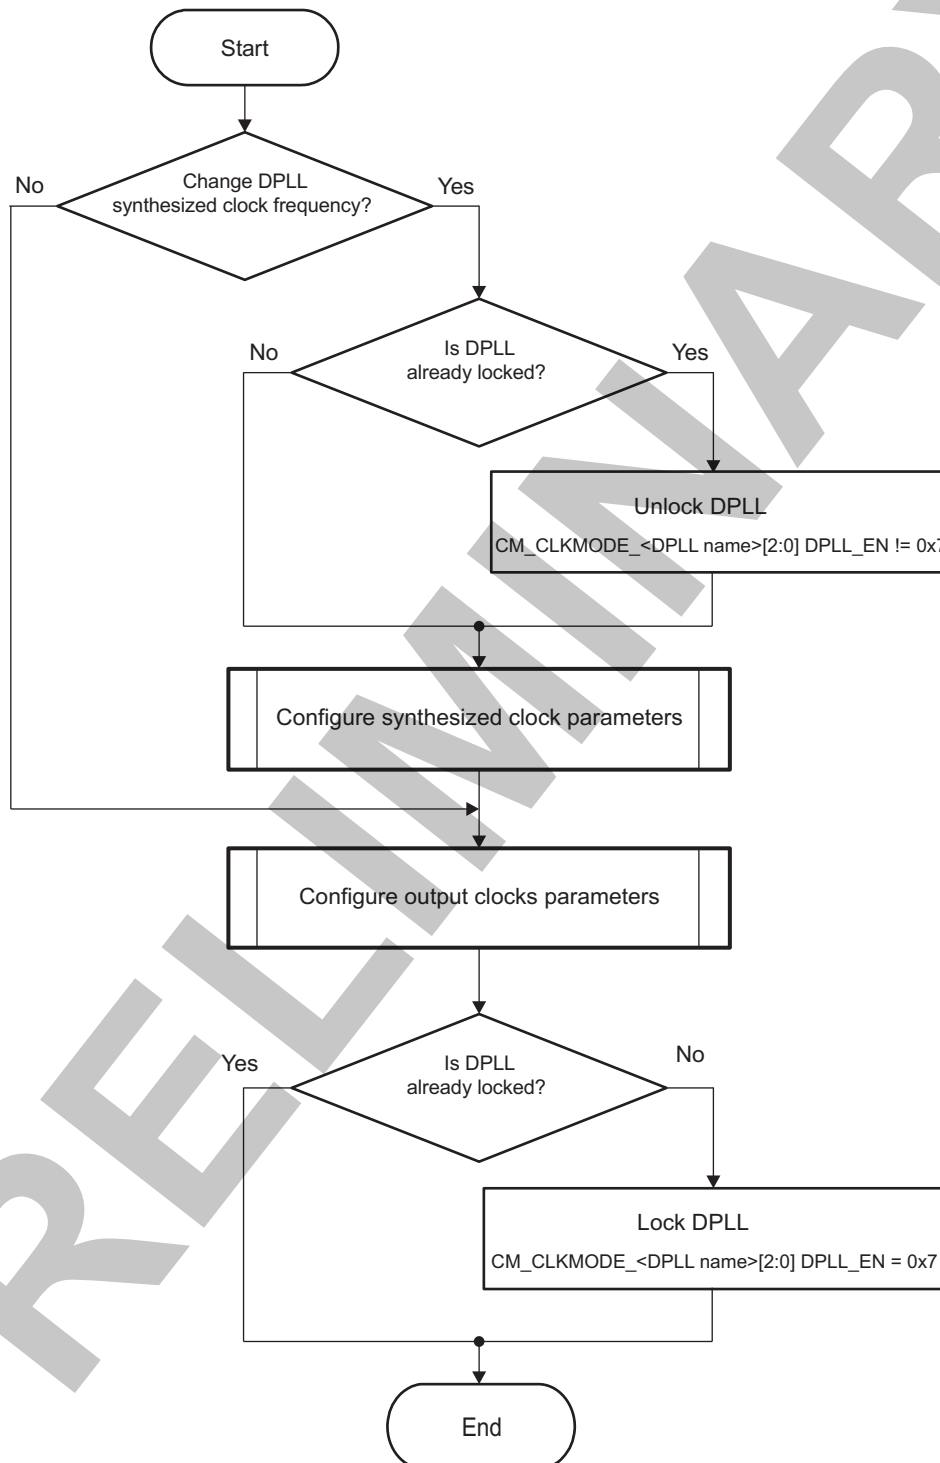 Start
Change DPLL
synthesized clock frequency?
No
Yes
Is DPLL
already locked?
No
Yes
Unlock DPLL
CM_CLKMODE_<DPLL name>[2:0] DPLL_EN != 0x7
Configure synthesized clock parameters
Configure output clocks parameters
Is DPLL
already locked?
Yes
No
Lock DPLL
CM_CLKMODE_<DPLL name>[2:0] DPLL_EN = 0x7
End
RELIMINARY